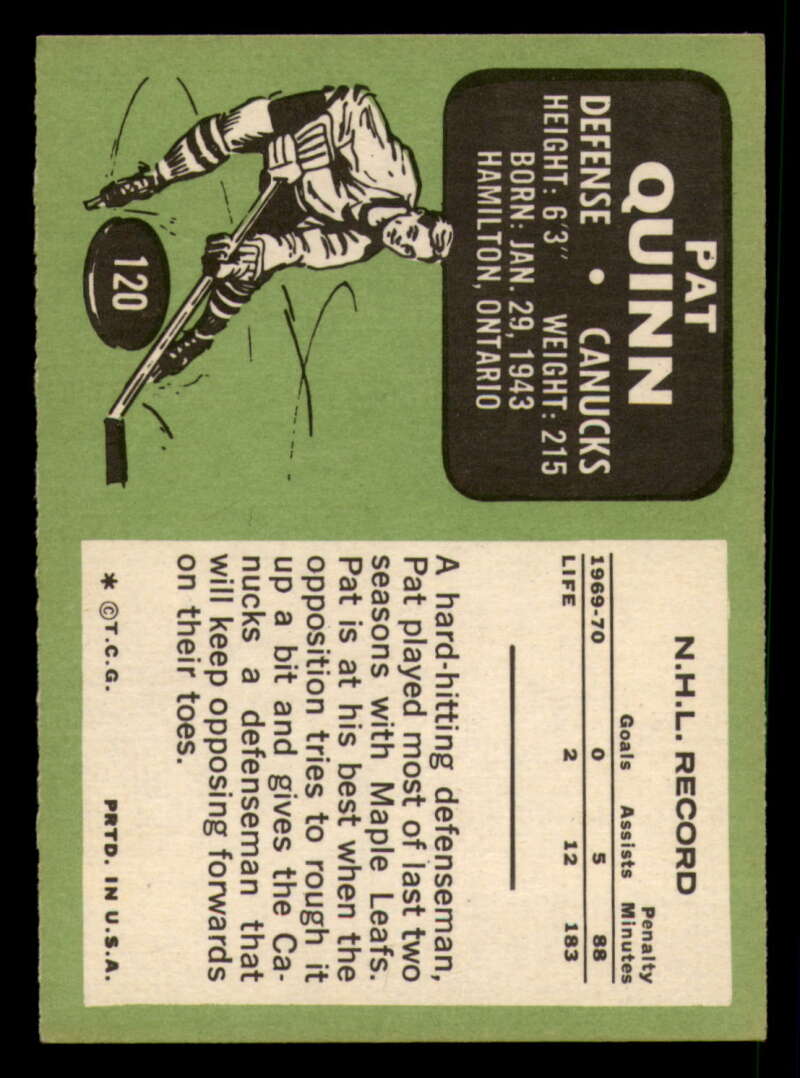 PAT
QUINN
DEFENSE • CANUCKS
HEIGHT: 6'3" WEIGHT: 215
BORN: JAN. 29, 1943
HAMILTON, ONTARIO
120
N.H.L. RECORD
Goals Assists Penalty Minutes
1969-70 0 5 88
LIFE 2 12 183
A hard-hitting defenseman,
Pat played most of last two
seasons with Maple Leafs.
Pat is at his best when the
opposition tries to rough it
up a bit and gives the Ca-
nucks a defenseman that
will keep opposing forwards
on their toes.
* ©T.C.G. PRTD. IN U.S.A.